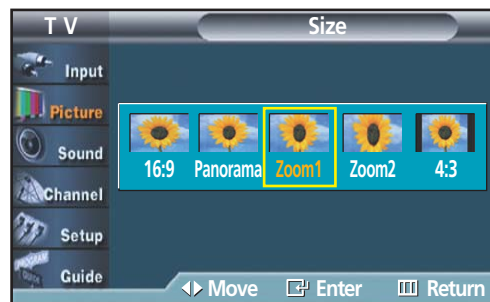 T V
Size
Input
Picture
Sound
Channel
Setup
Guide
16:9 Panorama Zoom1 Zoom2 4:3
Move Enter Return